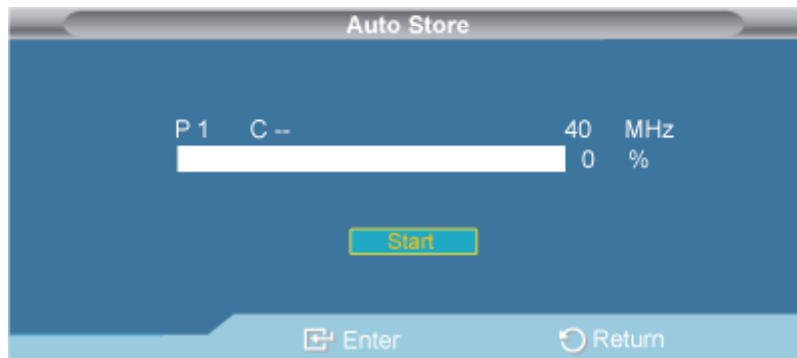 Auto Store
P 1 C -- 40 MHz
0 %
Start
Enter Return